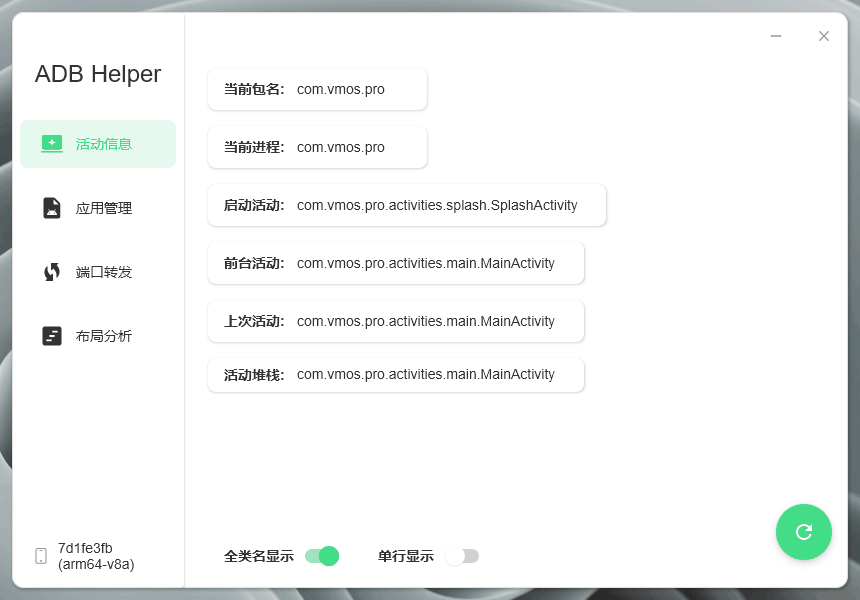 ADB Helper
活动信息
应用管理
端口转发
布局分析
7d1fe3fb
(arm64-v8a)
当前包名: com.vmos.pro
当前进程: com.vmos.pro
启动活动: com.vmos.pro.activities.splash.SplashActivity
前台活动: com.vmos.pro.activities.main.MainActivity
上次活动: com.vmos.pro.activities.main.MainActivity
活动堆栈: com.vmos.pro.activities.main.MainActivity
全类名显示 单行显示